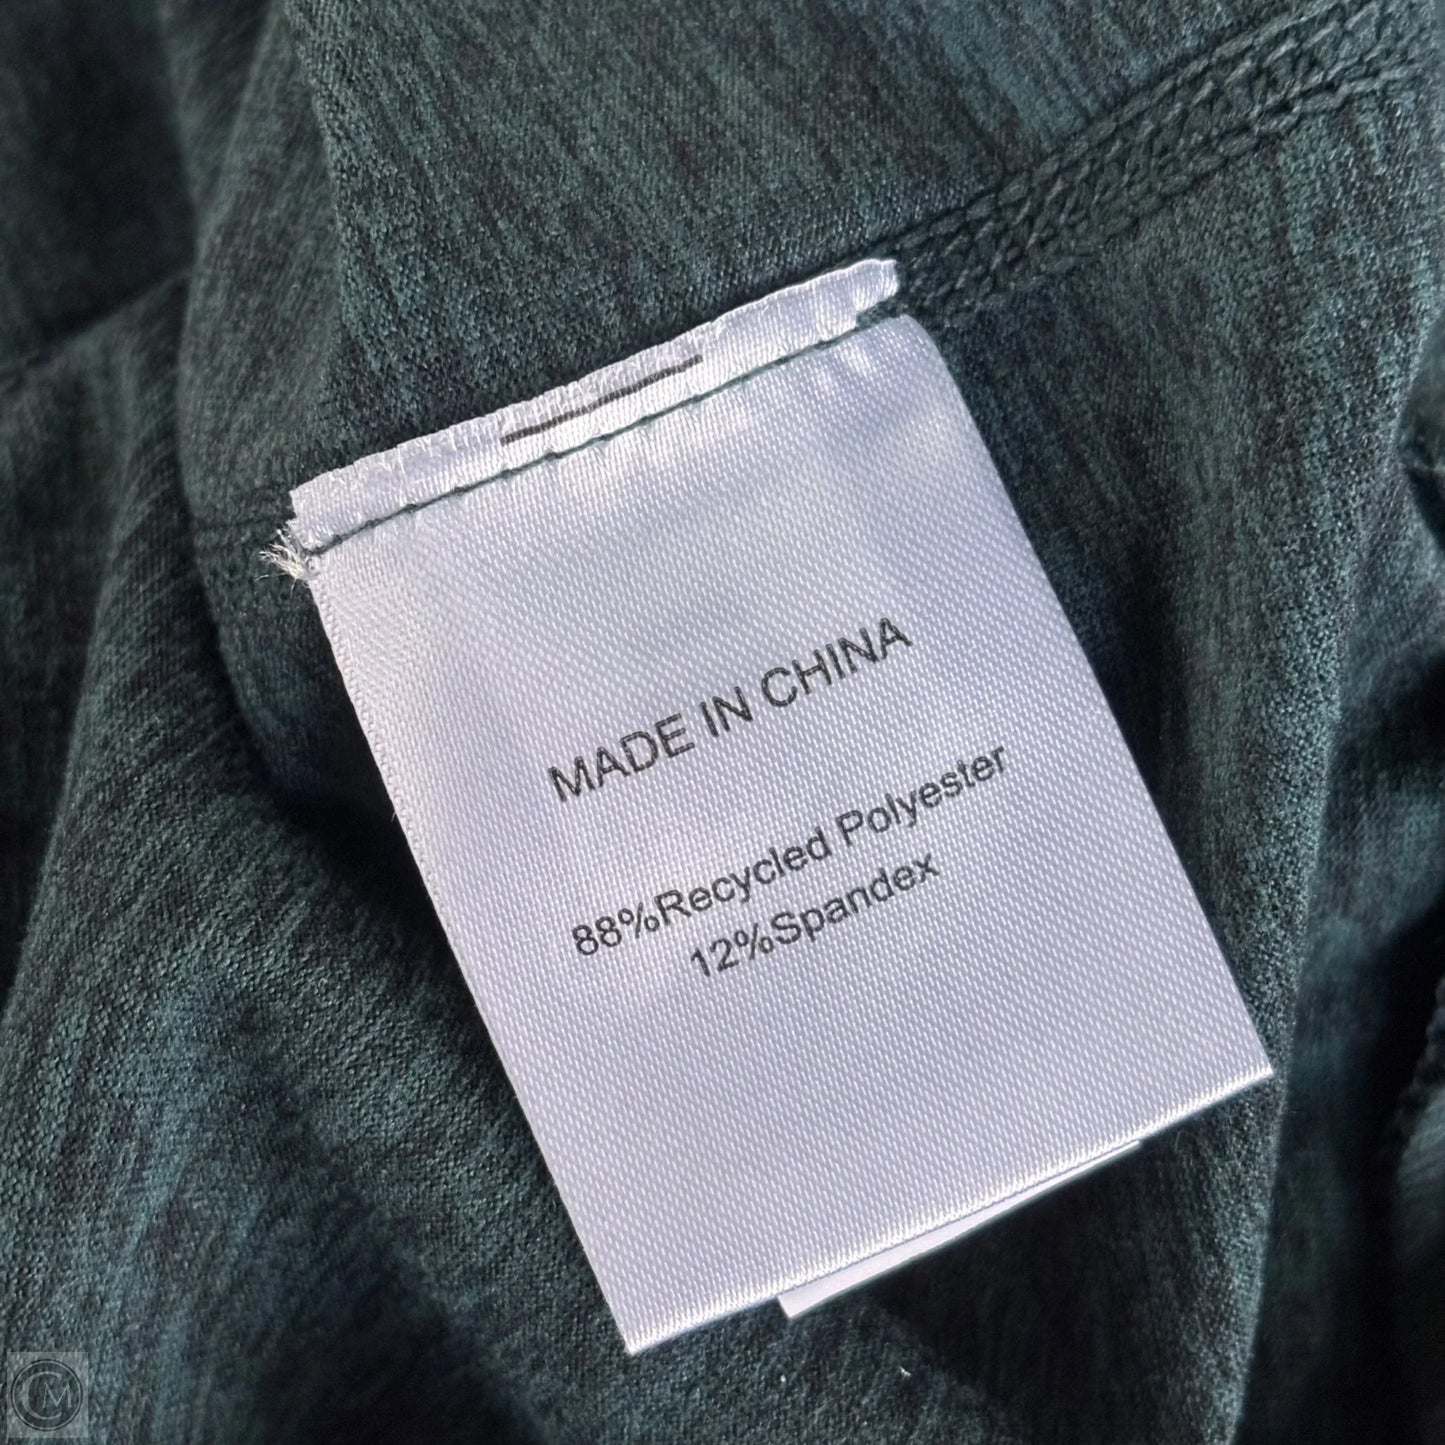 MADE IN CHINA
88%Recycled Polyester
12%Spandex